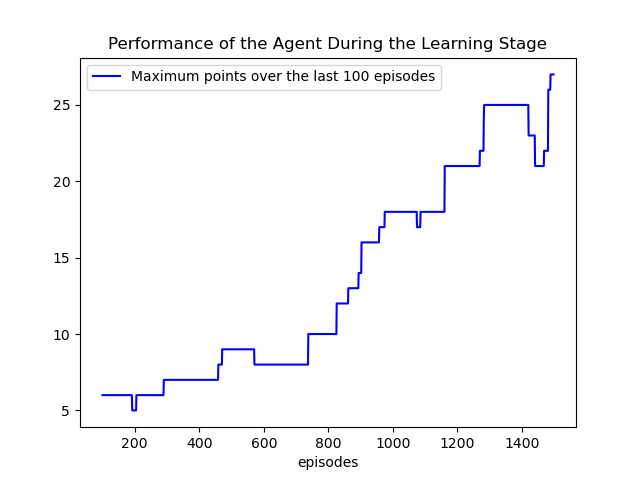 Performance of the Agent During the Learning Stage
Maximum points over the last 100 episodes
25
20
15
10
5
200 400 600 800 1000 1200 1400
episodes